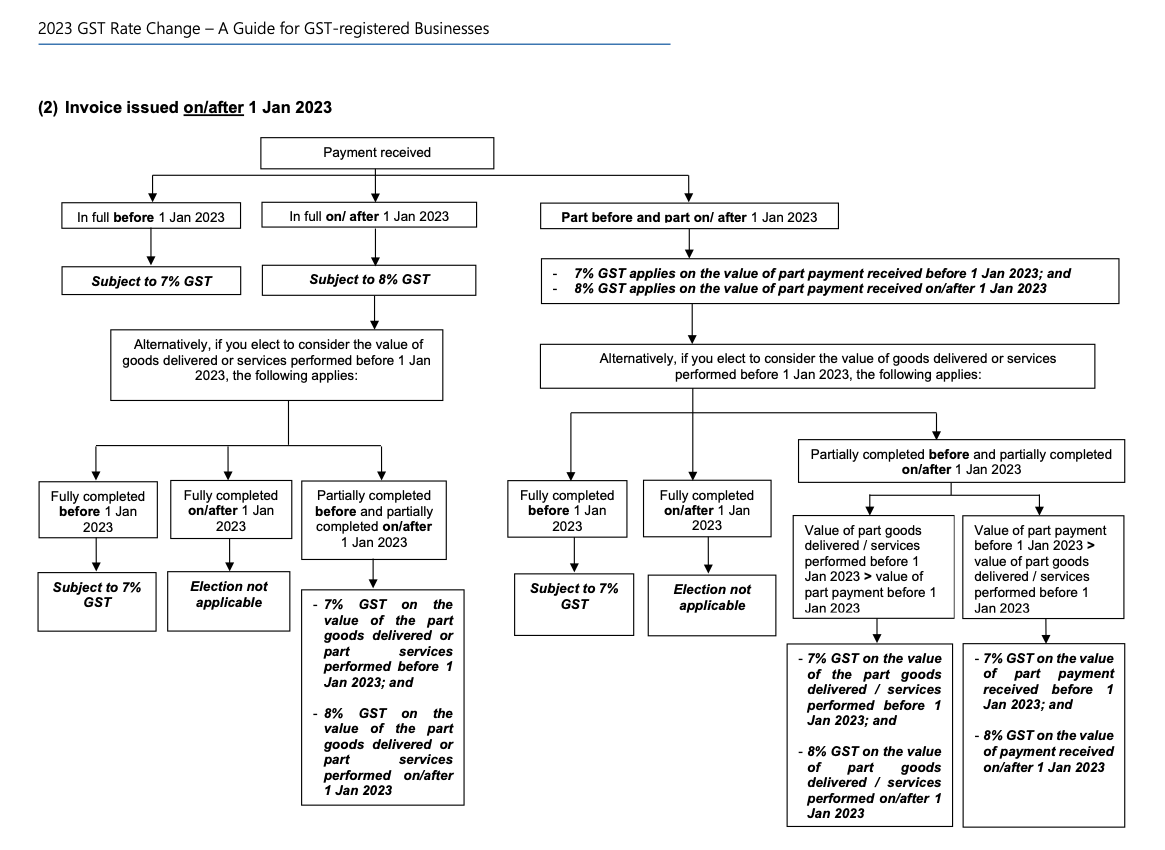 2023 GST Rate Change – A Guide for GST-registered Businesses
(2) Invoice issued on/after 1 Jan 2023
Payment received
In full before 1 Jan 2023
In full on/ after 1 Jan 2023
Part before and part on/ after 1 Jan 2023
Subject to 7% GST
Subject to 8% GST
- 7% GST applies on the value of part payment received before 1 Jan 2023; and
- 8% GST applies on the value of part payment received on/after 1 Jan 2023
Alternatively, if you elect to consider the value of
goods delivered or services performed before 1 Jan
2023, the following applies:
Alternatively, if you elect to consider the value of goods delivered or services
performed before 1 Jan 2023, the following applies:
Fully completed
before 1 Jan
2023
Fully completed
on/after 1 Jan
2023
Partially completed
before and partially
completed on/after
1 Jan 2023
Subject to 7%
GST
Election not
applicable
- 7% GST on the
value of the part
goods delivered or
part services
performed before 1
Jan 2023; and
- 8% GST on the
value of the part
goods delivered or
part services
performed on/after
1 Jan 2023
Fully completed
before 1 Jan
2023
Fully completed
on/after 1 Jan
2023
Partially completed before and partially completed
on/after 1 Jan 2023
Subject to 7%
GST
Election not
applicable
Value of part goods
delivered / services
performed before 1
Jan 2023 > value of
part payment before 1
Jan 2023
Value of part payment
before 1 Jan 2023 >
value of part goods
delivered / services
performed before 1
Jan 2023
- 7% GST on the value
of the part goods
delivered / services
performed before 1
Jan 2023; and
- 8% GST on the value
of part goods
delivered / services
performed on/after 1
Jan 2023
- 7% GST on the value
of part payment
received before 1
Jan 2023; and
- 8% GST on the value
of payment received
on/after 1 Jan 2023